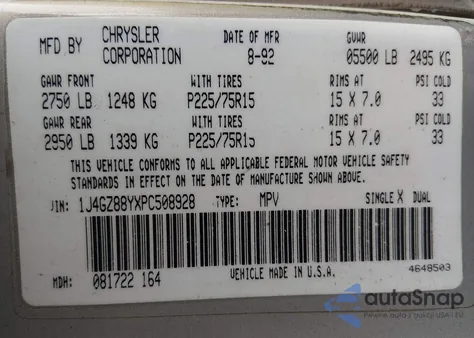 MFD BY CHRYSLER CORPORATION DATE OF MFR 8-92 GVWR 05500 LB 2495 KG
GAWR FRONT WITH TIRES RIMS AT PSI COLD
2750 LB 1248 KG P225/75R15 15 X 7.0 33
GAWR REAR WITH TIRES RIMS AT PSI COLD
2950 LB 1339 KG P225/75R15 15 X 7.0 33
THIS VEHICLE CONFORMS TO ALL APPLICABLE FEDERAL MOTOR VEHICLE SAFETY
STANDARDS IN EFFECT ON THE DATE OF MANUFACTURE SHOWN ABOVE.
VIN: 1J4GZ88YXPC508928 TYPE: MPV SINGLE X DUAL
MDH: 081722 164 VEHICLE MADE IN U.S.A. 4648503
autoSnap